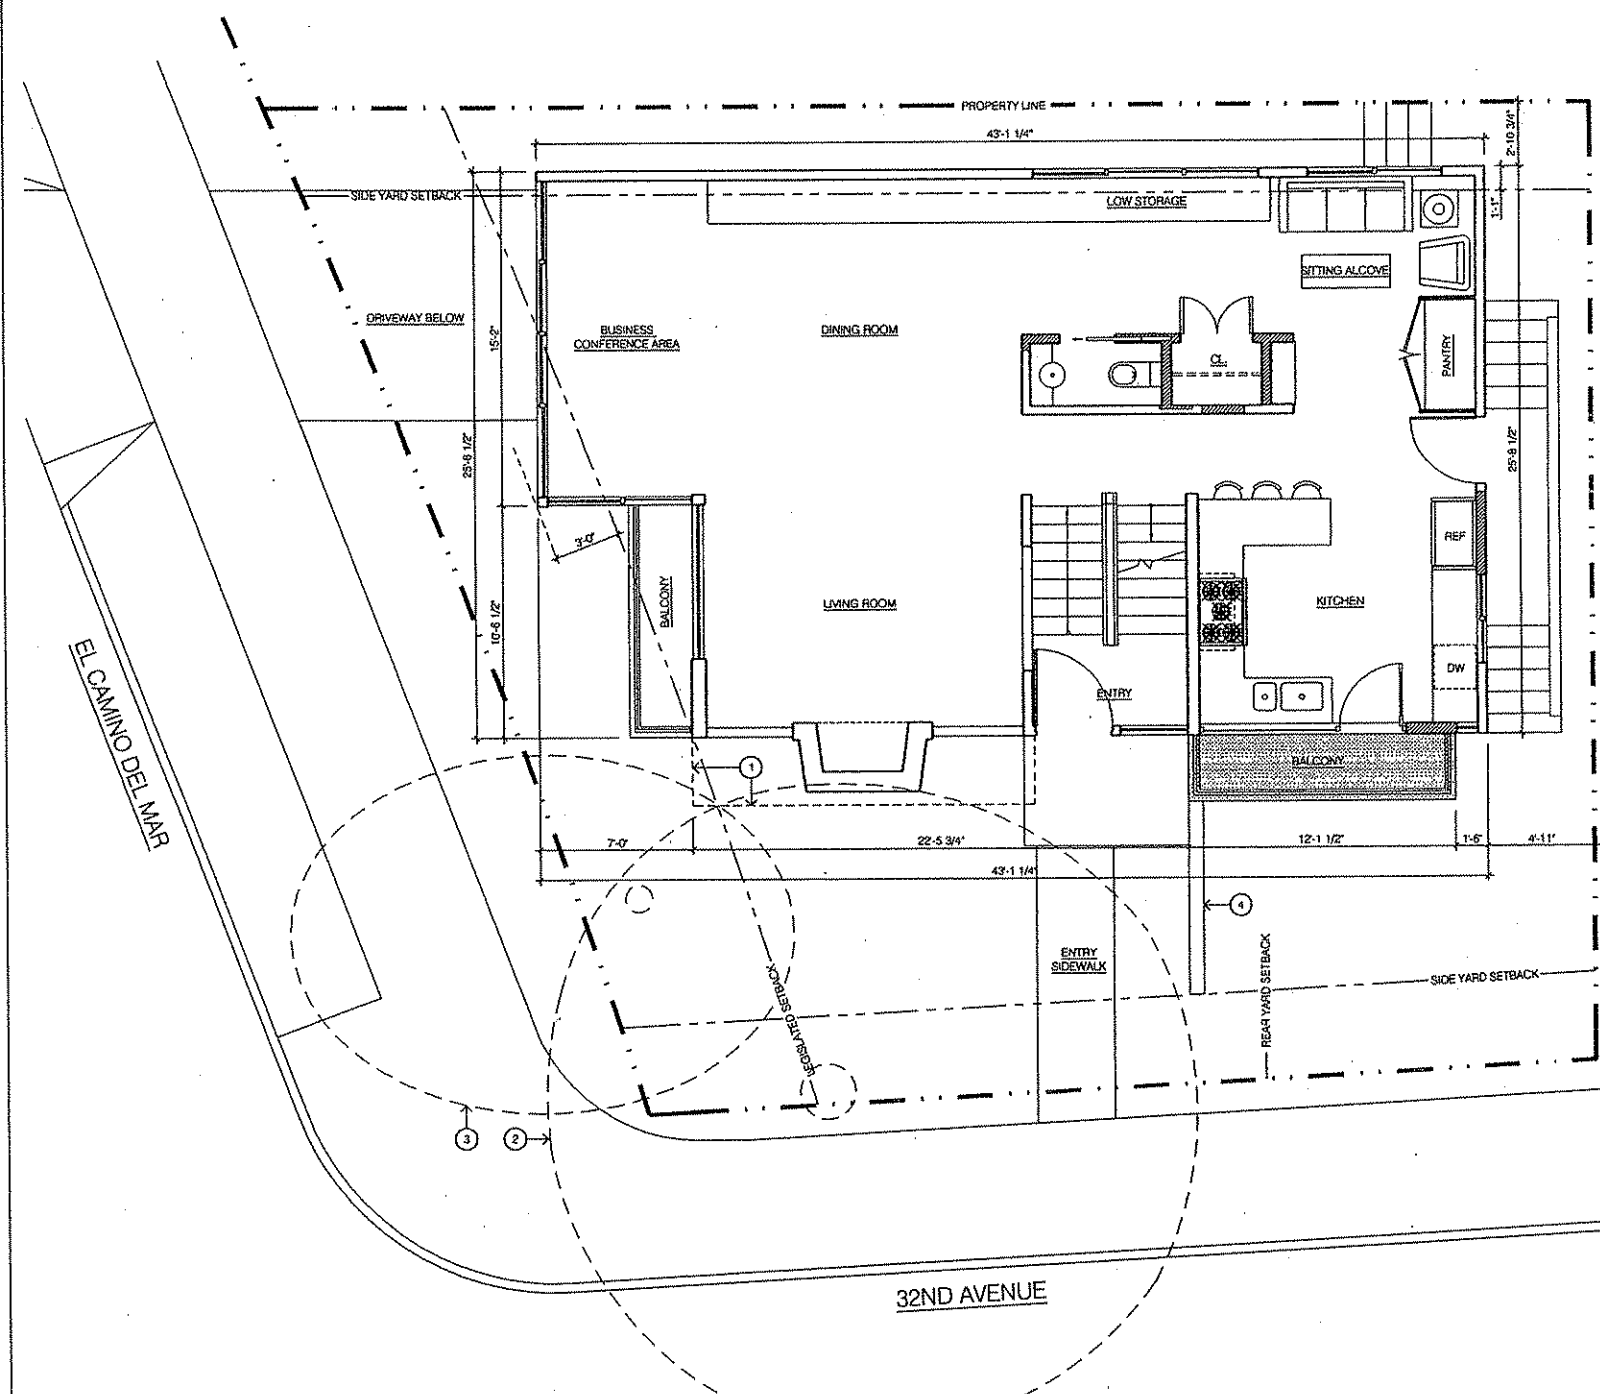 PROPERTY LINE
43'-1 1/4"
2'-10 3/4"
SIDE YARD SETBACK
LOW STORAGE
1'-1"
SITTING ALCOVE
DRIVEWAY BELOW
BUSINESS
CONFERENCE AREA
DINING ROOM
15'-2"
CL.
PANTRY
25'-8 1/2"
25'-8 1/2"
3'-0"
REF
BALCONY
10'-6 1/2"
LIVING ROOM
KITCHEN
DW
ENTRY
EL CAMINO DEL MAR
1
BALCONY
7'-0"
22'-5 3/4"
12'-1 1/2"
1'-6"
4'-11"
43'-1 1/4"
4
ENTRY
SIDEWALK
LEGISLATED SETBACK
REAR YARD SETBACK
SIDE YARD SETBACK
3
2
32ND AVENUE